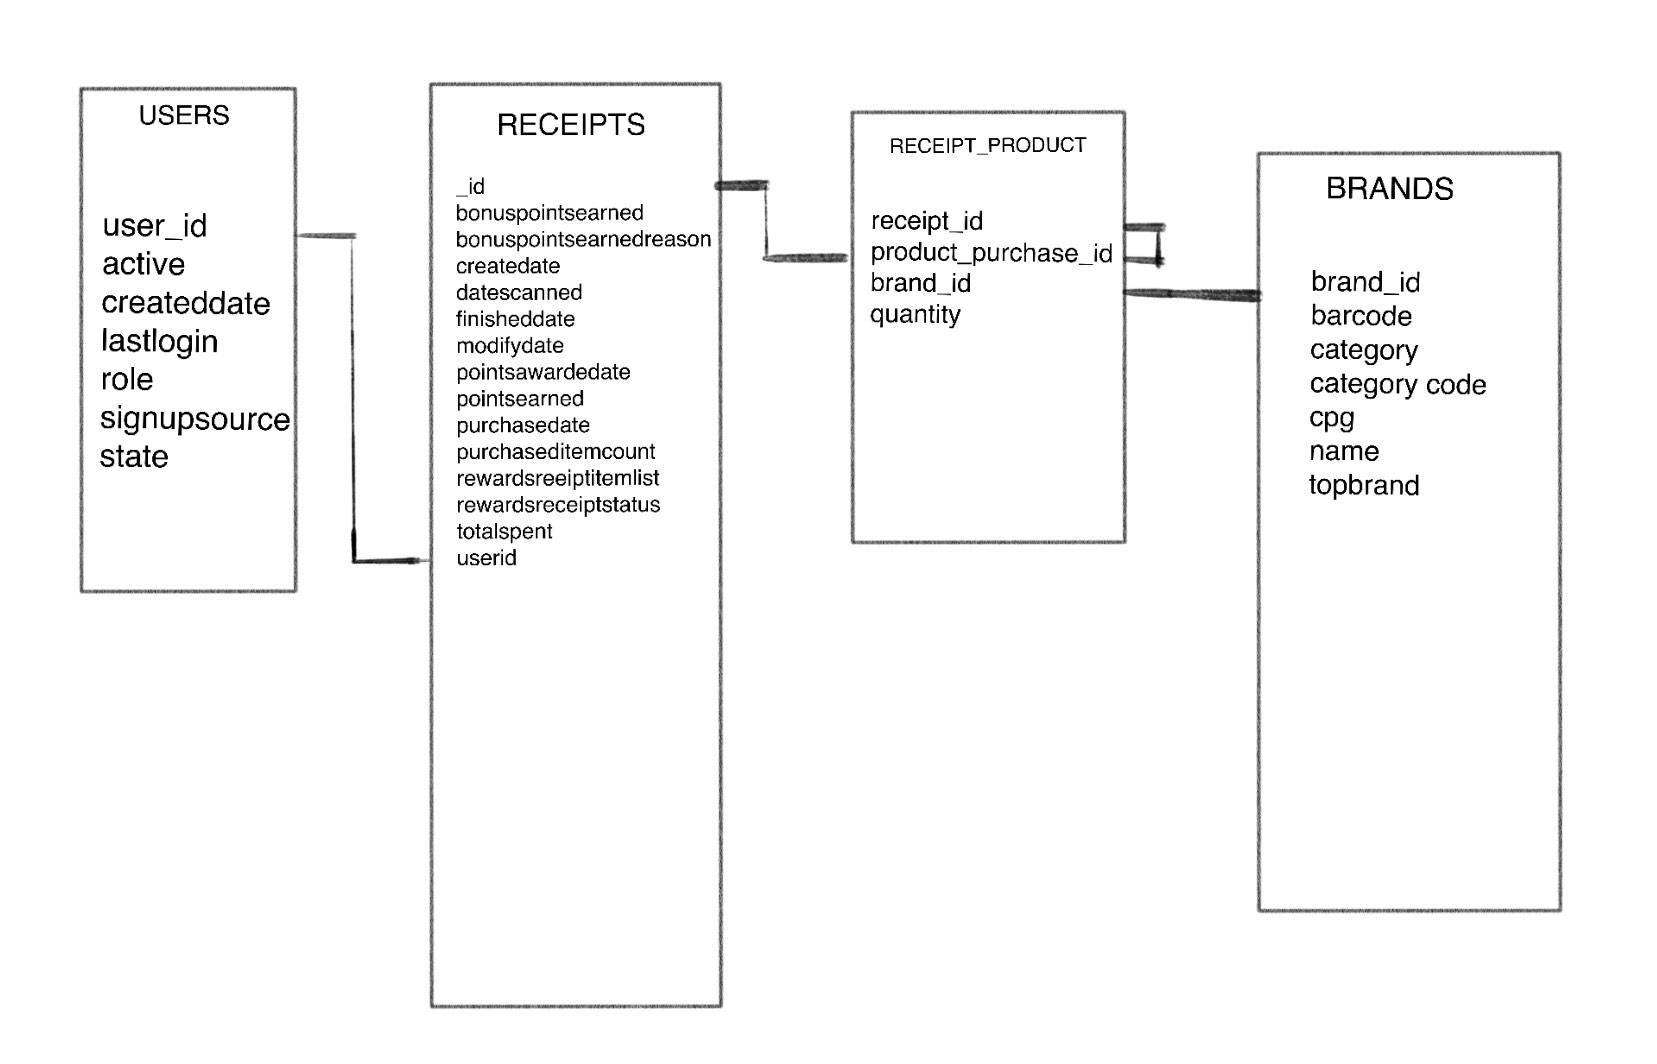 USERS
user_id
active
createddate
lastlogin
role
signupsource
state
RECEIPTS
_id
bonuspointsearned
bonuspointsearnedreason
createdate
datescanned
finisheddate
modifydate
pointsawardedate
pointsearned
purchasedate
purchaseditemcount
rewardsreeiptitemlist
rewardsreceiptstatus
totalspent
userid
RECEIPT_PRODUCT
receipt_id
product_purchase_id
brand_id
quantity
BRANDS
brand_id
barcode
category
category code
cpg
name
topbrand